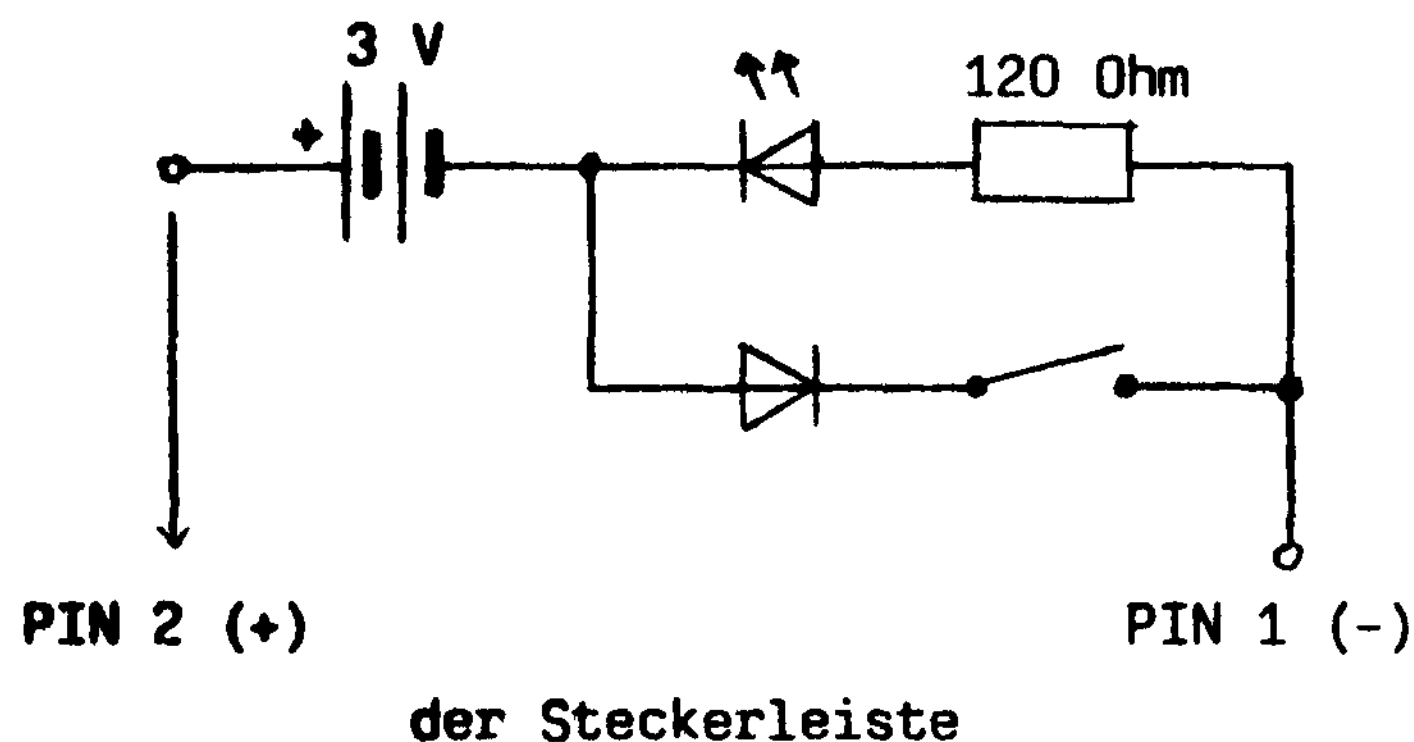 3 V
+
120 Ohm
PIN 2 (+)
PIN 1 (-)
der Steckerleiste